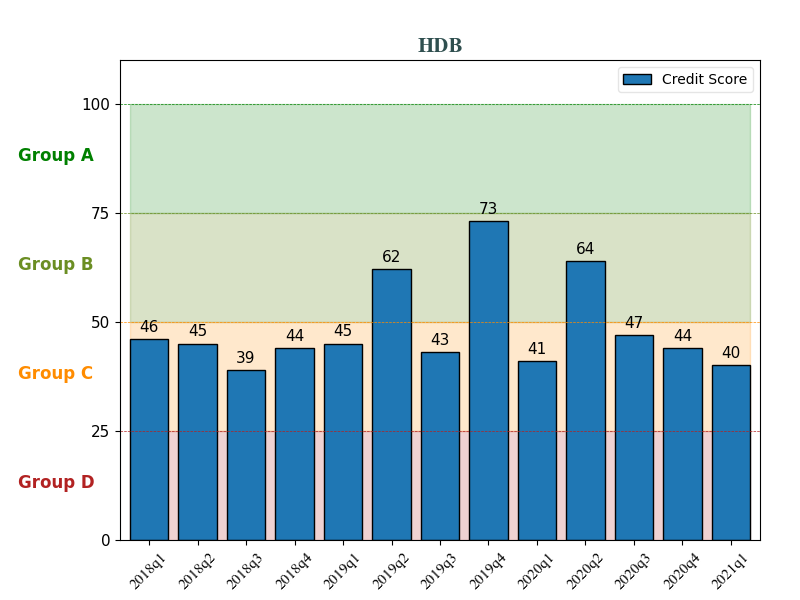 HDB
Credit Score
100
Group A
75
73
Group B
62
64
50
46
45
39
44
45
43
41
47
44
40
Group C
25
Group D
0
2018q1
2018q2
2018q3
2018q4
2019q1
2019q2
2019q3
2019q4
2020q1
2020q2
2020q3
2020q4
2021q1